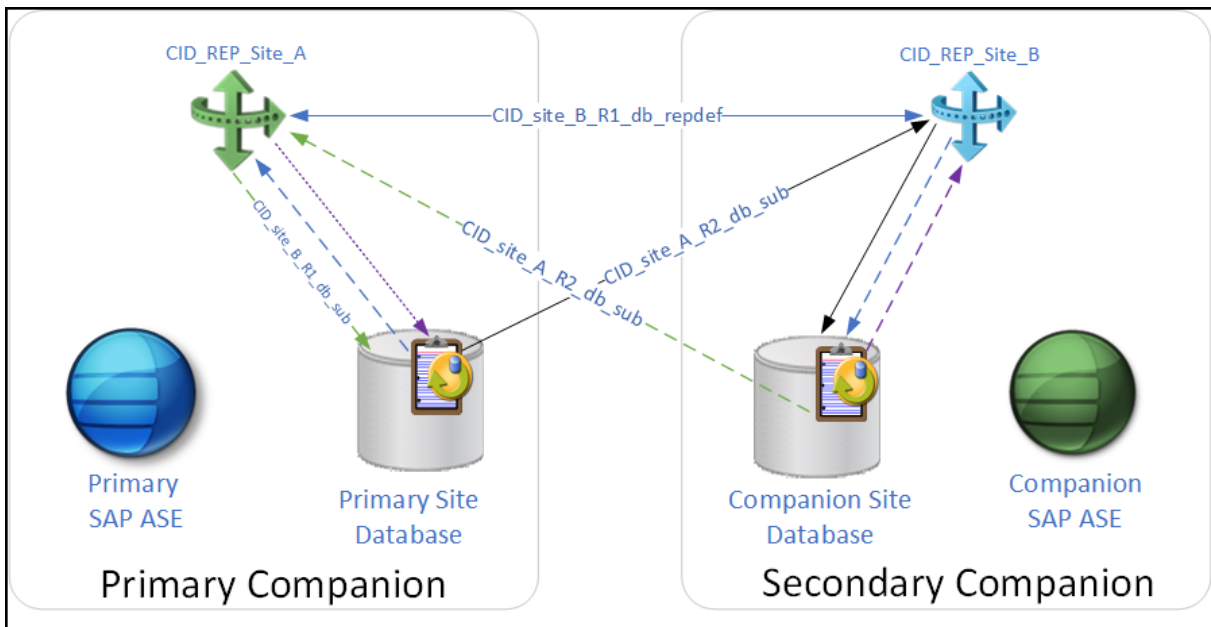 CID_REP_Site_A
CID_REP_Site_B
CID_site_B_R1_db_repdef
CID_site_B_R1_db_sub
CID_site_A_R2_db_sub
CID_site_A_R2_db_sub
Primary
SAP ASE
Primary Site
Database
Companion Site
Database
Companion
SAP ASE
Primary Companion
Secondary Companion